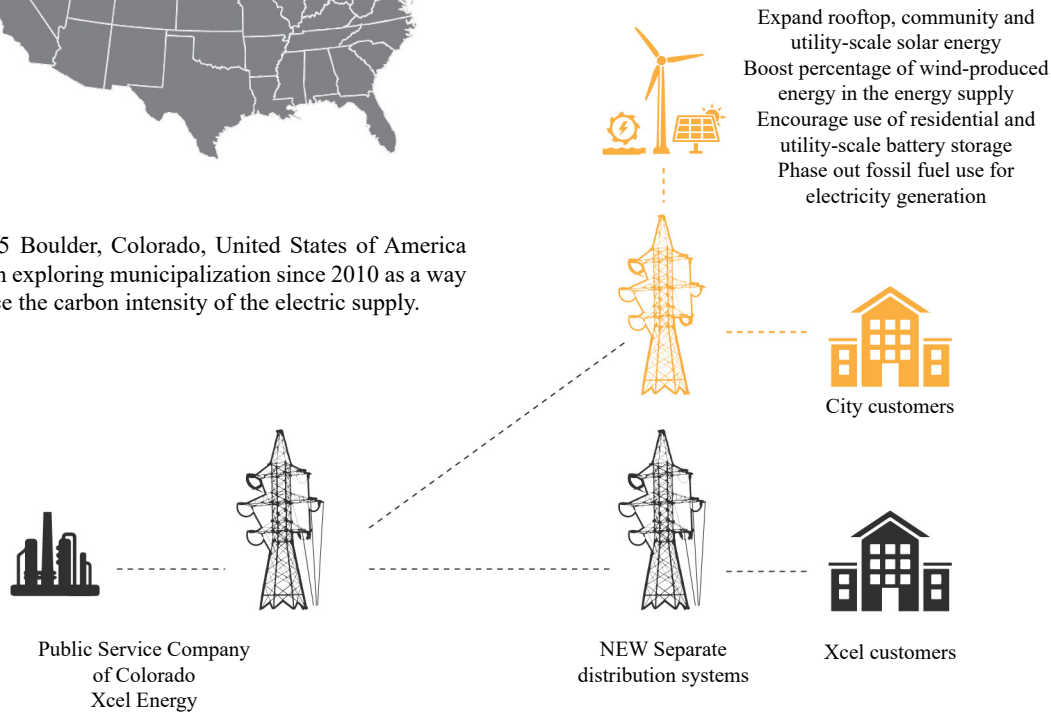 Expand rooftop, community and
utility-scale solar energy
Boost percentage of wind-produced
energy in the energy supply
Encourage use of residential and
utility-scale battery storage
Phase out fossil fuel use for
electricity generation
5 Boulder, Colorado, United States of America
exploring municipalization since 2010 as a way
the carbon intensity of the electric supply.
City customers
Public Service Company
of Colorado
Xcel Energy
NEW Separate
distribution systems
Xcel customers